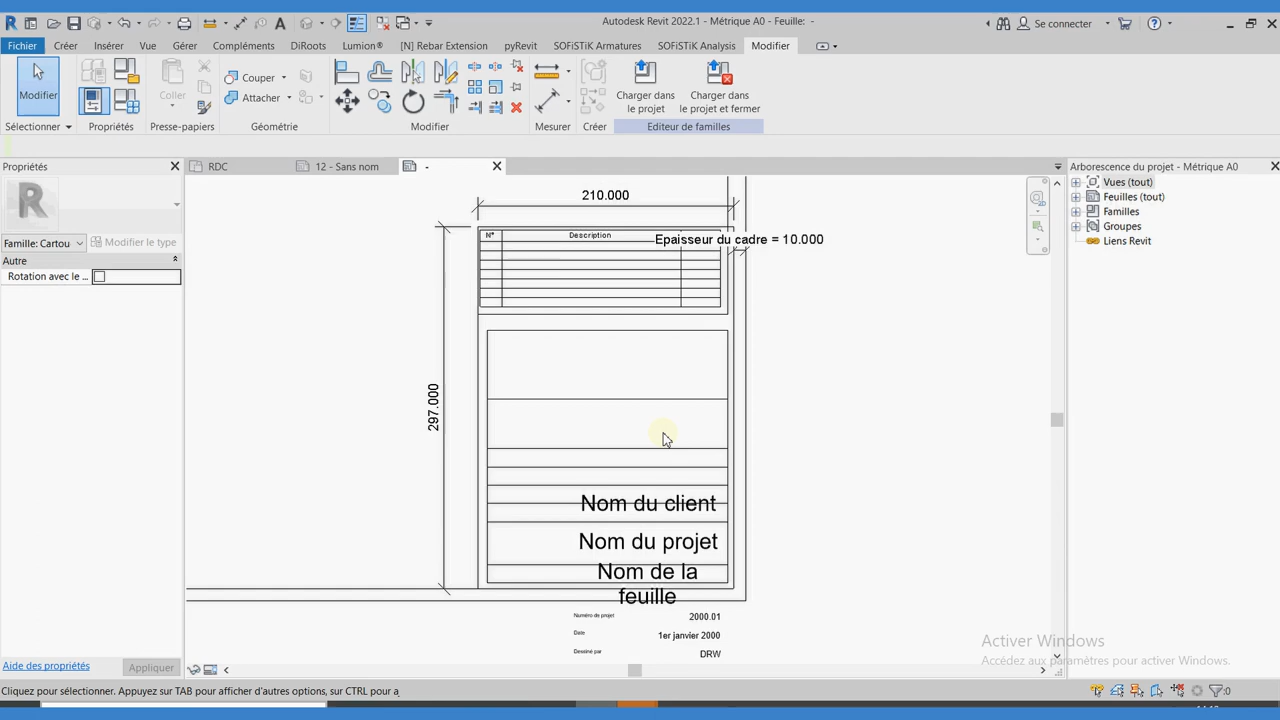 Autodesk Revit 2022.1 - Métrique A0 - Feuille: -
Se connecter
Fichier
Créer
Insérer
Vue
Gérer
Compléments
DiRoots
Lumion®
[N] Rebar Extension
pyRevit
SOFiSTiK Armatures
SOFiSTiK Analysis
Modifier
Modifier
Coller
Couper
Attacher
Charger dans
le projet
Charger dans
le projet et fermer
Sélectionner
Propriétés
Presse-papiers
Géométrie
Modifier
Mesurer
Créer
Editeur de familles
Propriétés
RDC
12 - Sans nom
-
Arborescence du projet - Métrique A0
R
Famille: Cartou
Modifier le type
Autre
Rotation avec le ...
Vues (tout)
Feuilles (tout)
Familles
Groupes
Liens Revit
210.000
N°
Description
Epaisseur du cadre = 10.000
297.000
Nom du client
Nom du projet
Nom de la
feuille
Numéro de projet
2000.01
Date
1er janvier 2000
Dessiné par
DRW
Activer Windows
Accédez aux paramètres pour activer Windows.
Aide des propriétés
Appliquer
Cliquez pour sélectionner. Appuyez sur TAB pour afficher d'autres options, sur CTRL pour a
:0